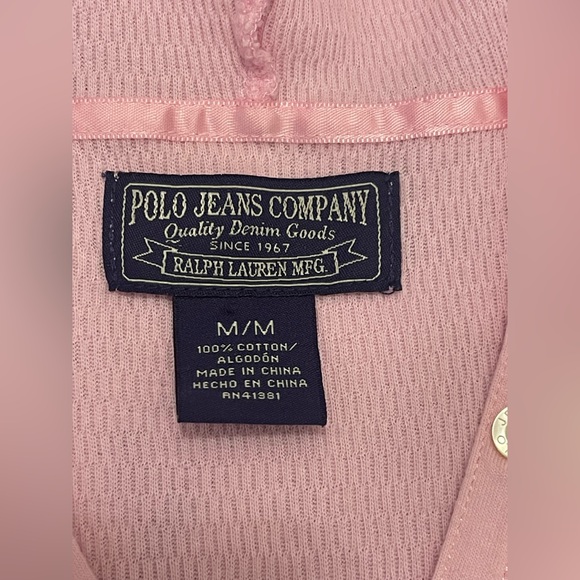 POLO JEANS COMPANY
Quality Denim Goods
SINCE 1967
RALPH LAUREN MFG.
M/M
100% COTTON/
ALGODÓN
MADE IN CHINA
HECHO EN CHINA
RN41381